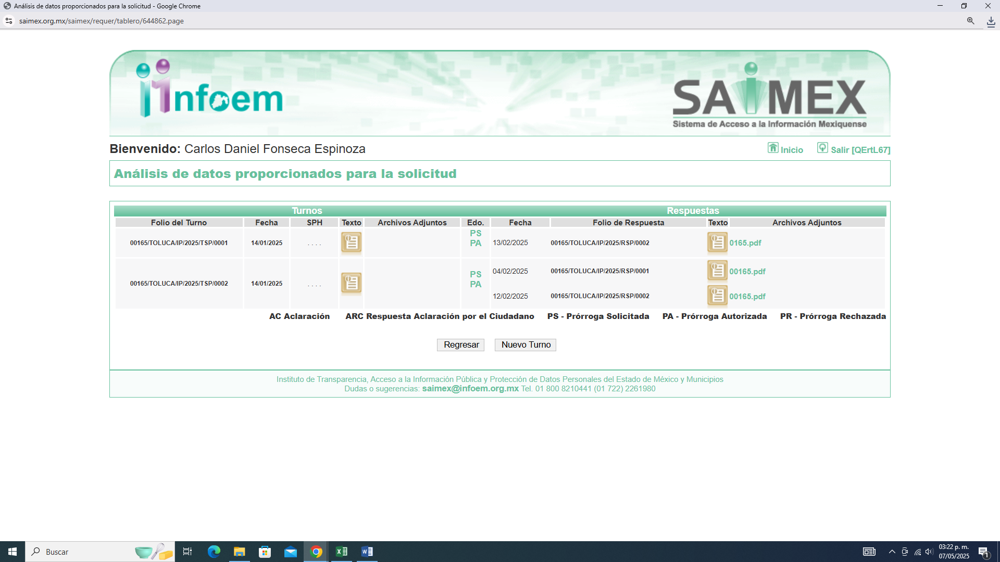 Análisis de datos proporcionados para la solicitud - Google Chrome
saimex.org.mx/saimex/requer/tablero/644862.page
infoem
SAIMEX
Sistema de Acceso a la Información Mexiquense
Bienvenido: Carlos Daniel Fonseca Espinoza
Inicio Salir [QErtL67]
Análisis de datos proporcionados para la solicitud
Turnos Respuestas
Folio del Turno Fecha SPH Texto Archivos Adjuntos Edo. Fecha Folio de Respuesta Texto Archivos Adjuntos
00165/TOLUCA/IP/2025/TSP/0001 14/01/2025 . . . . PS PA 13/02/2025 00165/TOLUCA/IP/2025/RSP/0002 0165.pdf
00165/TOLUCA/IP/2025/TSP/0002 14/01/2025 . . . . PS PA 04/02/2025 00165/TOLUCA/IP/2025/RSP/0001 00165.pdf
12/02/2025 00165/TOLUCA/IP/2025/RSP/0002 00165.pdf
AC Aclaración ARC Respuesta Aclaración por el Ciudadano PS - Prórroga Solicitada PA - Prórroga Autorizada PR - Prórroga Rechazada
Regresar Nuevo Turno
Instituto de Transparencia, Acceso a la Información Pública y Protección de Datos Personales del Estado de México y Municipios
Dudas o sugerencias: saimex@infoem.org.mx Tel. 01 800 8210441 (01 722) 2261980
Buscar
03:22 p. m.
07/05/2025
1